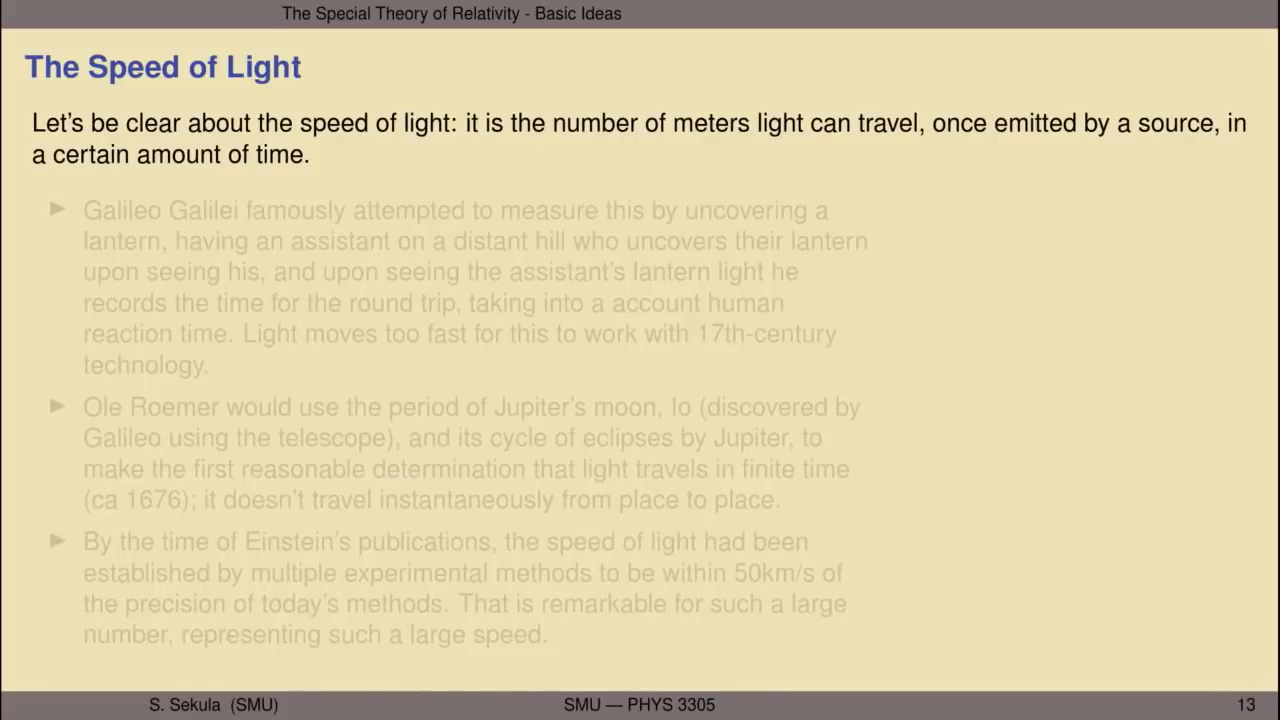 The Special Theory of Relativity - Basic Ideas
The Speed of Light
Let's be clear about the speed of light: it is the number of meters light can travel, once emitted by a source, in
a certain amount of time.
► Galileo Galilei famously attempted to measure this by uncovering a
lantern, having an assistant on a distant hill who uncovers their lantern
upon seeing his, and upon seeing the assistant's lantern light he
records the time for the round trip, taking into a account human
reaction time. Light moves too fast for this to work with 17th-century
technology.
► Ole Roemer would use the period of Jupiter's moon, Io (discovered by
Galileo using the telescope), and its cycle of eclipses by Jupiter, to
make the first reasonable determination that light travels in finite time
(ca 1676); it doesn't travel instantaneously from place to place.
► By the time of Einstein's publications, the speed of light had been
established by multiple experimental methods to be within 50km/s of
the precision of today's methods. That is remarkable for such a large
number, representing such a large speed.
S. Sekula (SMU) SMU — PHYS 3305 13